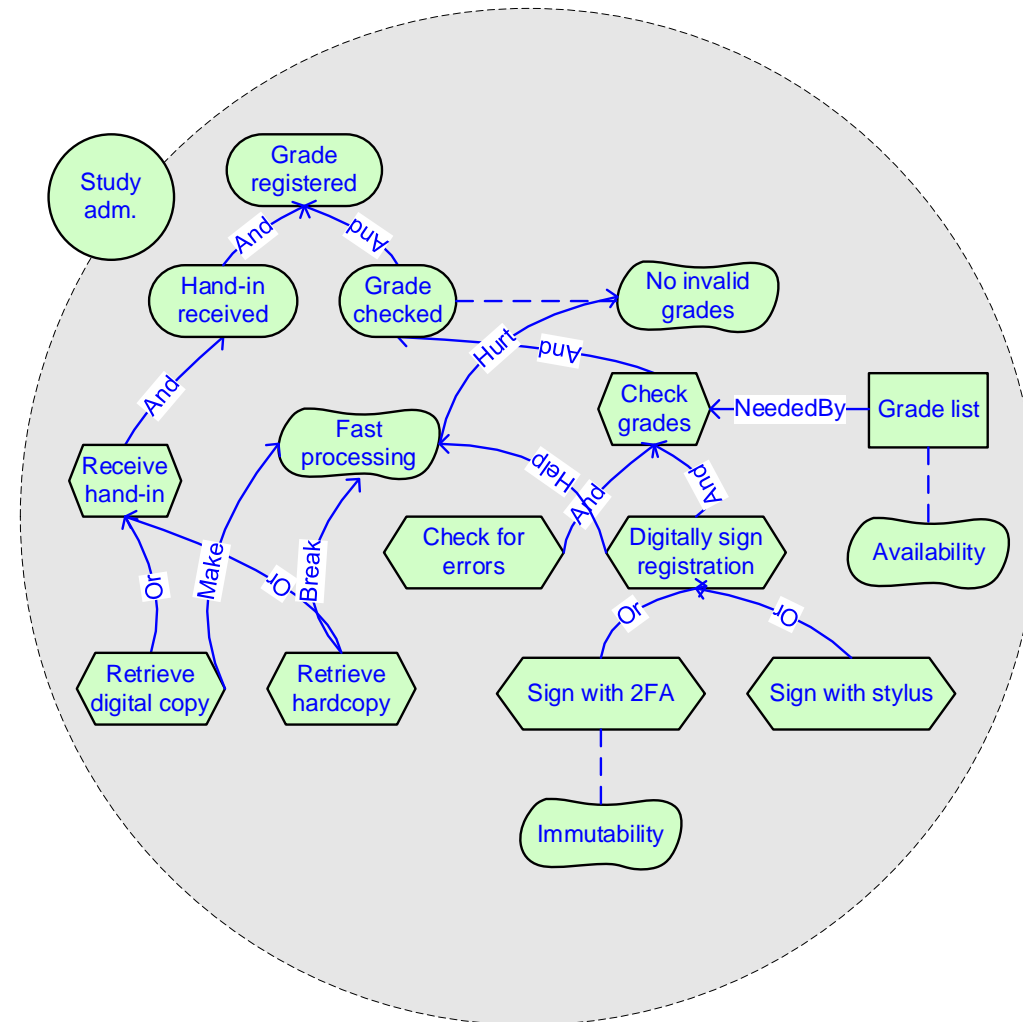 Grade
registered
Study
adm.
And
And
Hand-in
received
Grade
checked
No invalid
grades
Hurt
And
And
Check
grades
NeededBy
Grade list
Fast
processing
Receive
hand-in
Help
And
And
Check for
errors
Digitally sign
registration
Availability
Make
Break
Or
Or
Or
Or
Retrieve
digital copy
Retrieve
hardcopy
Sign with 2FA
Sign with stylus
Immutability